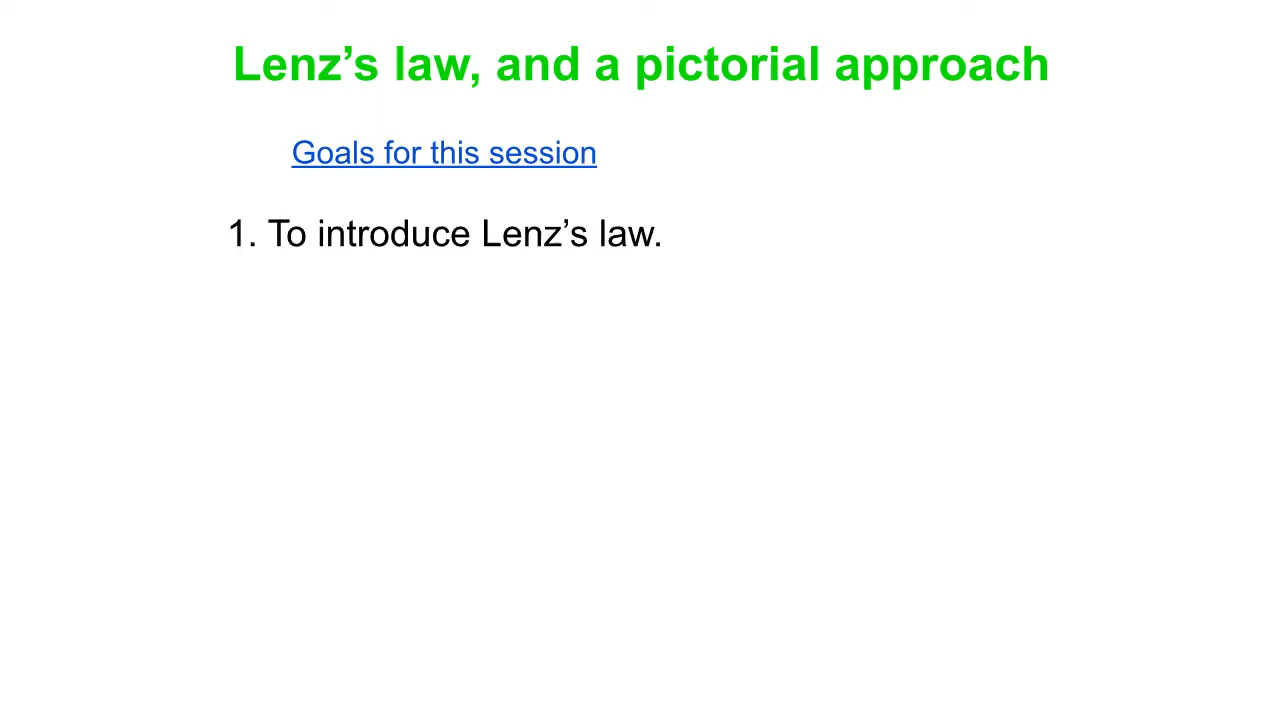 Lenz’s law, and a pictorial approach
Goals for this session
1. To introduce Lenz’s law.